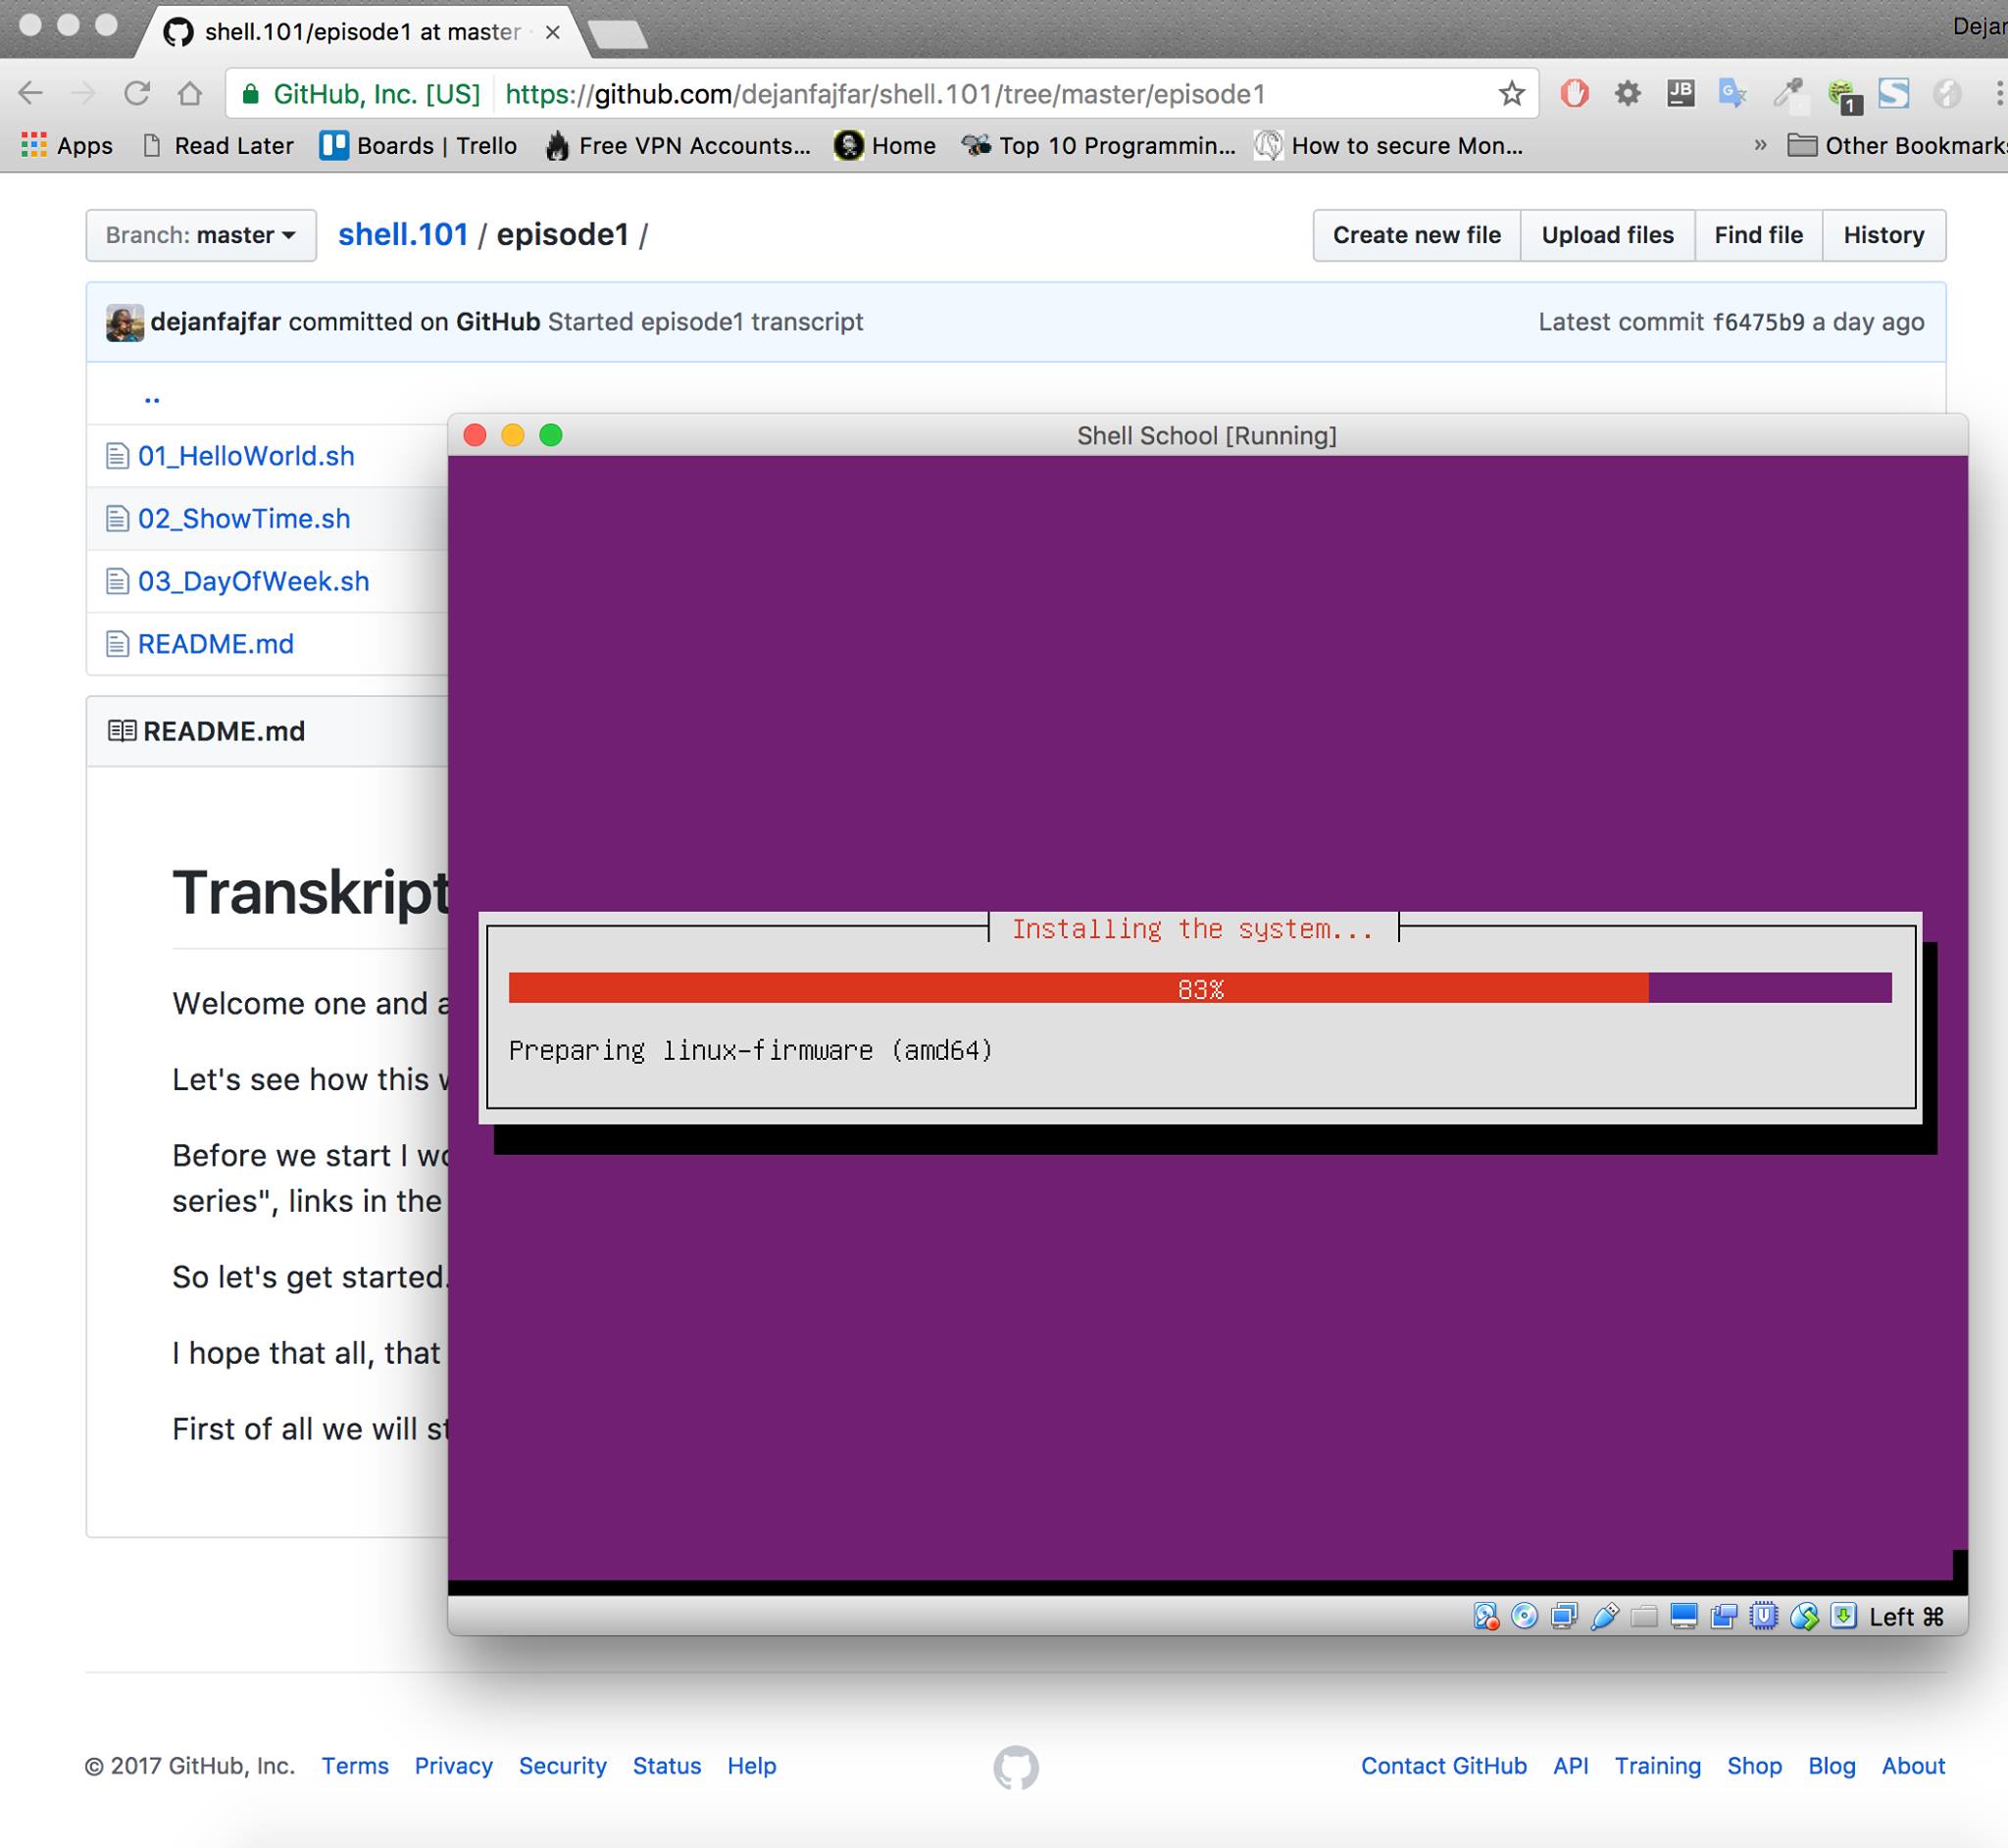 shell.101/episode1 at master
Dejan
GitHub, Inc. [US] https://github.com/dejanfajfar/shell.101/tree/master/episode1
JB
G
1
S
Apps Read Later Boards | Trello Free VPN Accounts... Home Top 10 Programmin... How to secure Mon... » Other Bookmarks
Branch: master shell.101 / episode1 / Create new file Upload files Find file History
dejanfajfar committed on GitHub Started episode1 transcript Latest commit f6475b9 a day ago
..
01_HelloWorld.sh
02_ShowTime.sh
03_DayOfWeek.sh
README.md
README.md
Transkript
Welcome one and a
Let's see how this w
Before we start I wo
series", links in the
So let's get started.
I hope that all, that
First of all we will st
Shell School [Running]
Installing the system...
83%
Preparing linux-firmware (amd64)
Left ⌘
© 2017 GitHub, Inc. Terms Privacy Security Status Help Contact GitHub API Training Shop Blog About